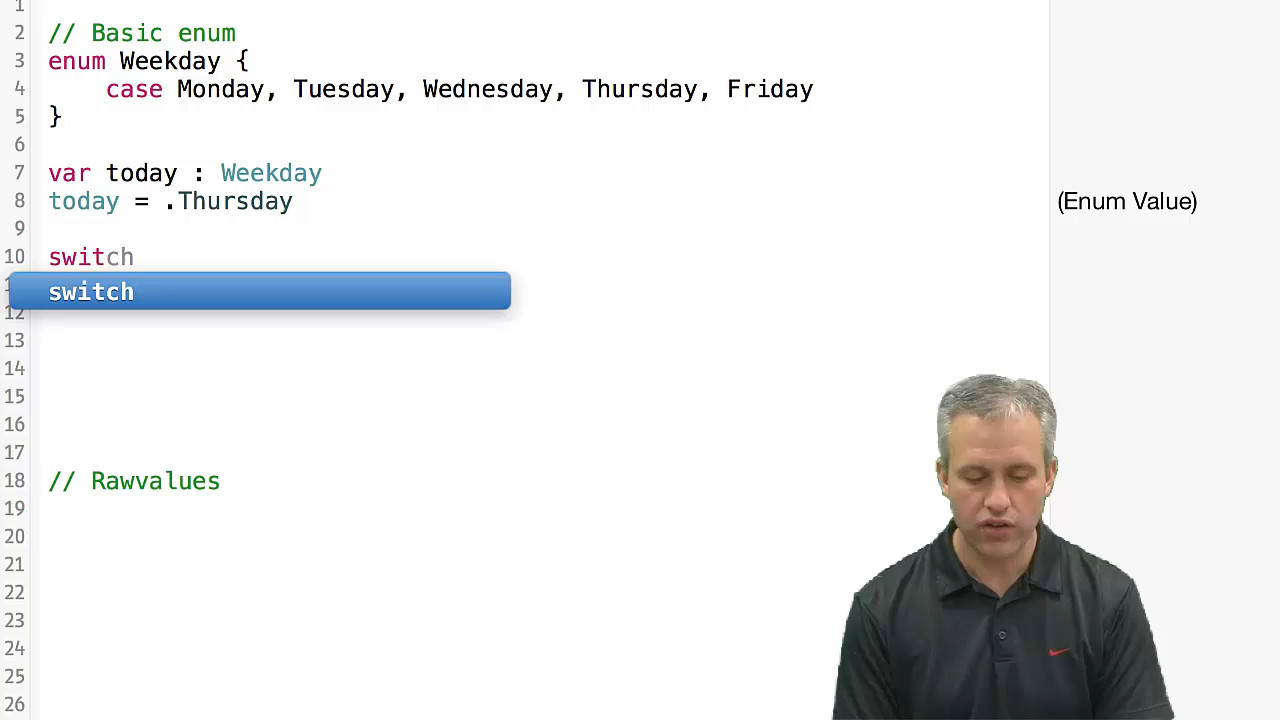 1
2 // Basic enum
3 enum Weekday {
4 case Monday, Tuesday, Wednesday, Thursday, Friday
5 }
6
7 var today : Weekday
8 today = .Thursday (Enum Value)
9
10 switch
switch
12
13
14
15
16
17
18 // Rawvalues
19
20
21
22
23
24
25
26